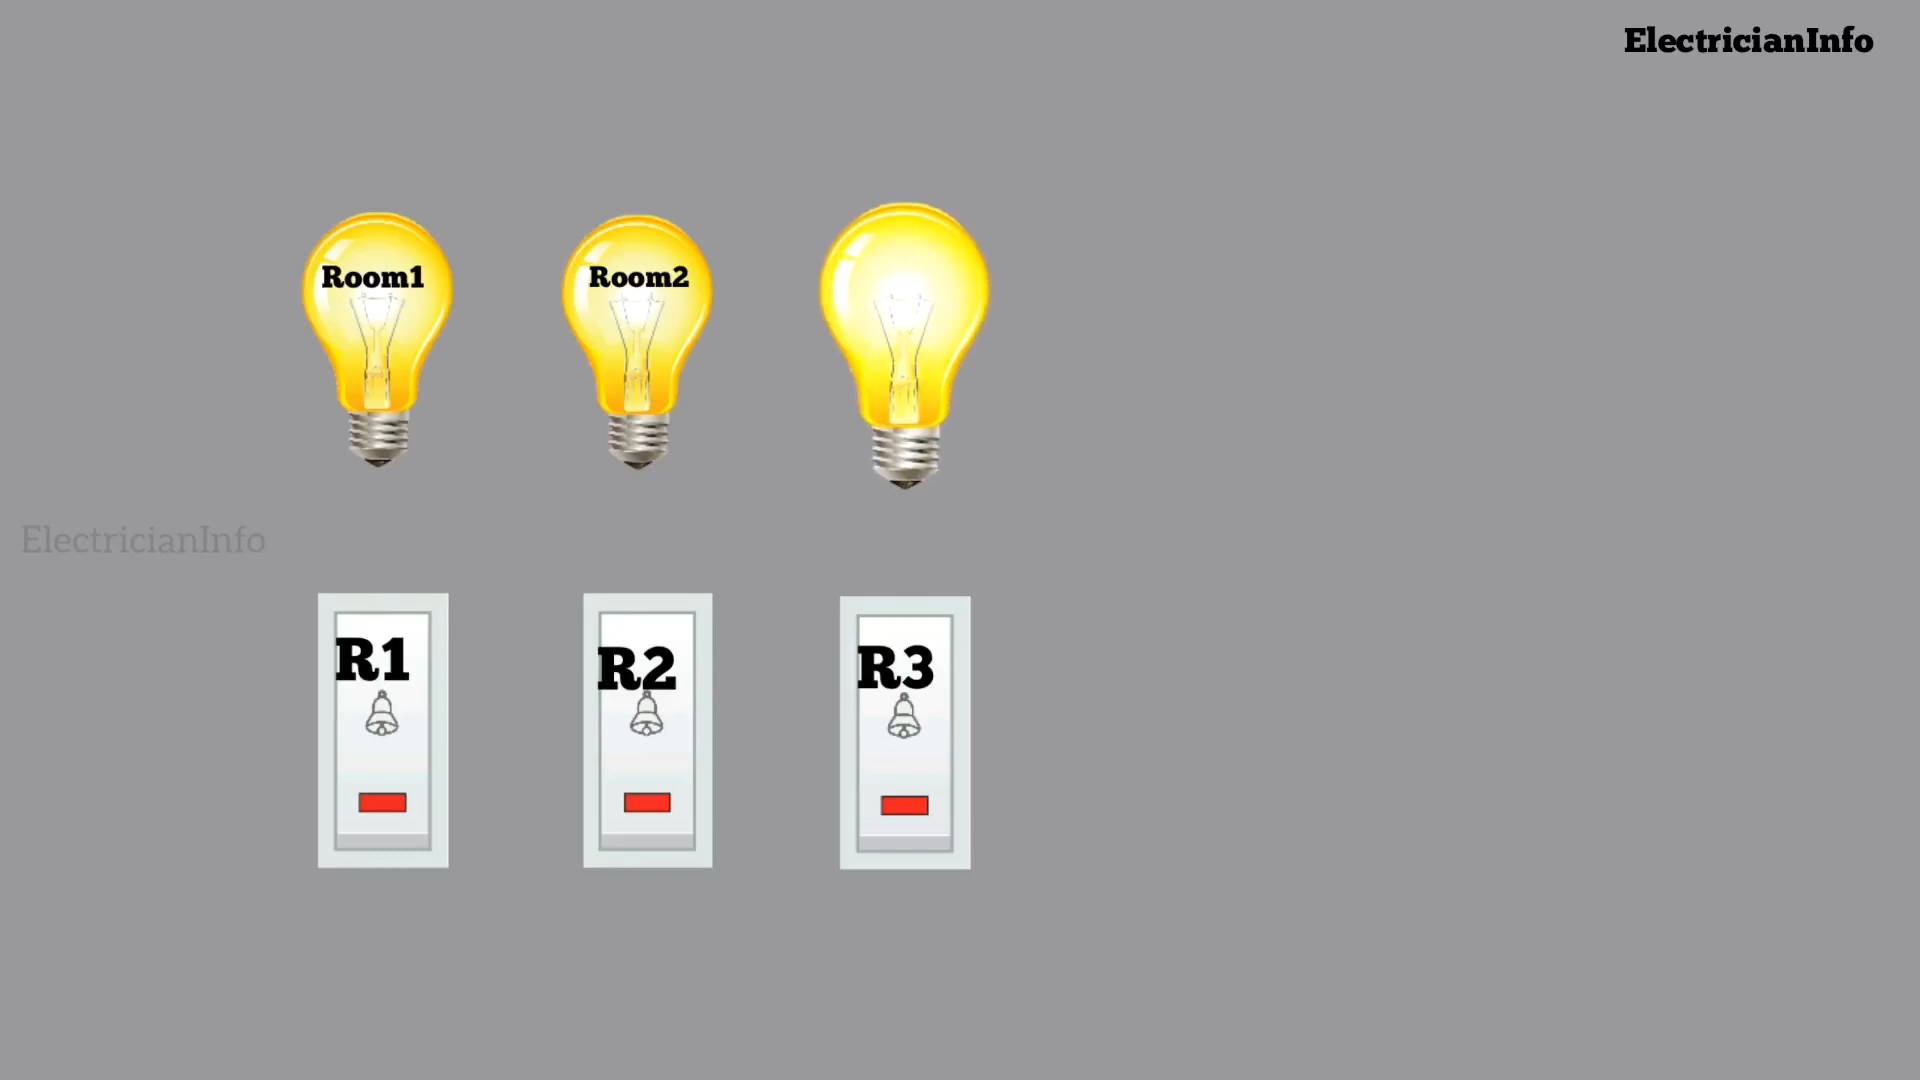 ElectricianInfo
Room1
Room2
ElectricianInfo
R1
R2
R3